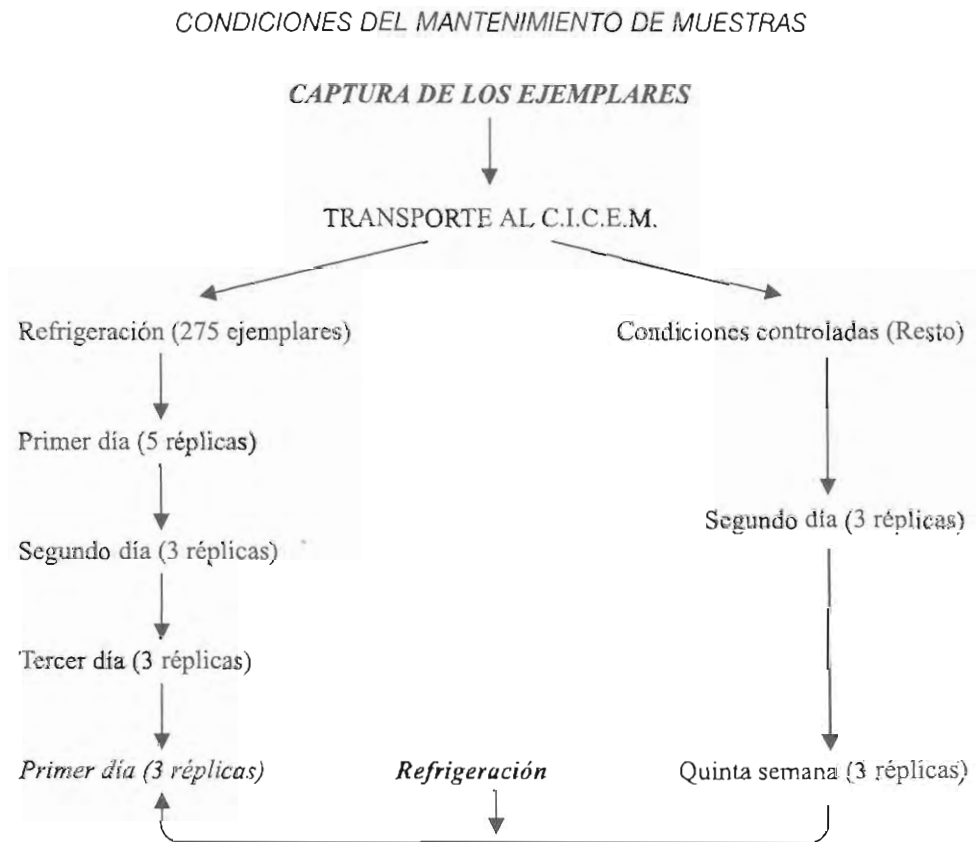 CONDICIONES DEL MANTENIMIENTO DE MUESTRAS
CAPTURA DE LOS EJEMPLARES
TRANSPORTE AL C.I.C.E.M.
Refrigeración (275 ejemplares)
Condiciones controladas (Resto)
Primer día (5 réplicas)
Segundo día (3 réplicas)
Segundo día (3 réplicas)
Tercer día (3 réplicas)
Primer día (3 réplicas)
Refrigeración
Quinta semana (3 réplicas)